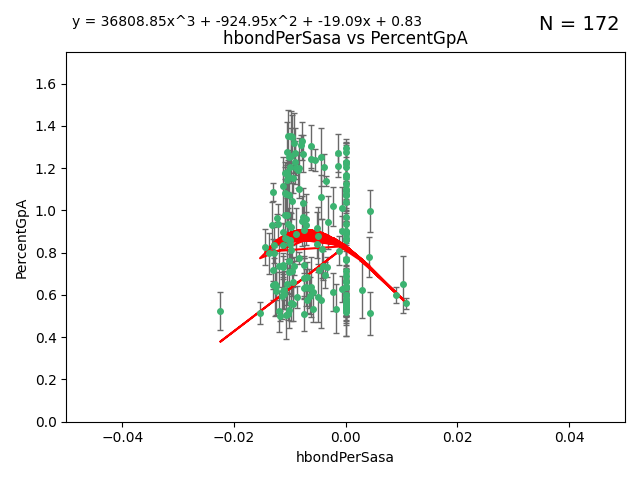 y = 36808.85x^3 + -924.95x^2 + -19.09x + 0.83
N = 172
hbondPerSasa vs PercentGpA
PercentGpA
1.6
1.4
1.2
1.0
0.8
0.6
0.4
0.2
0.0
−0.04
−0.02
0.00
0.02
0.04
hbondPerSasa